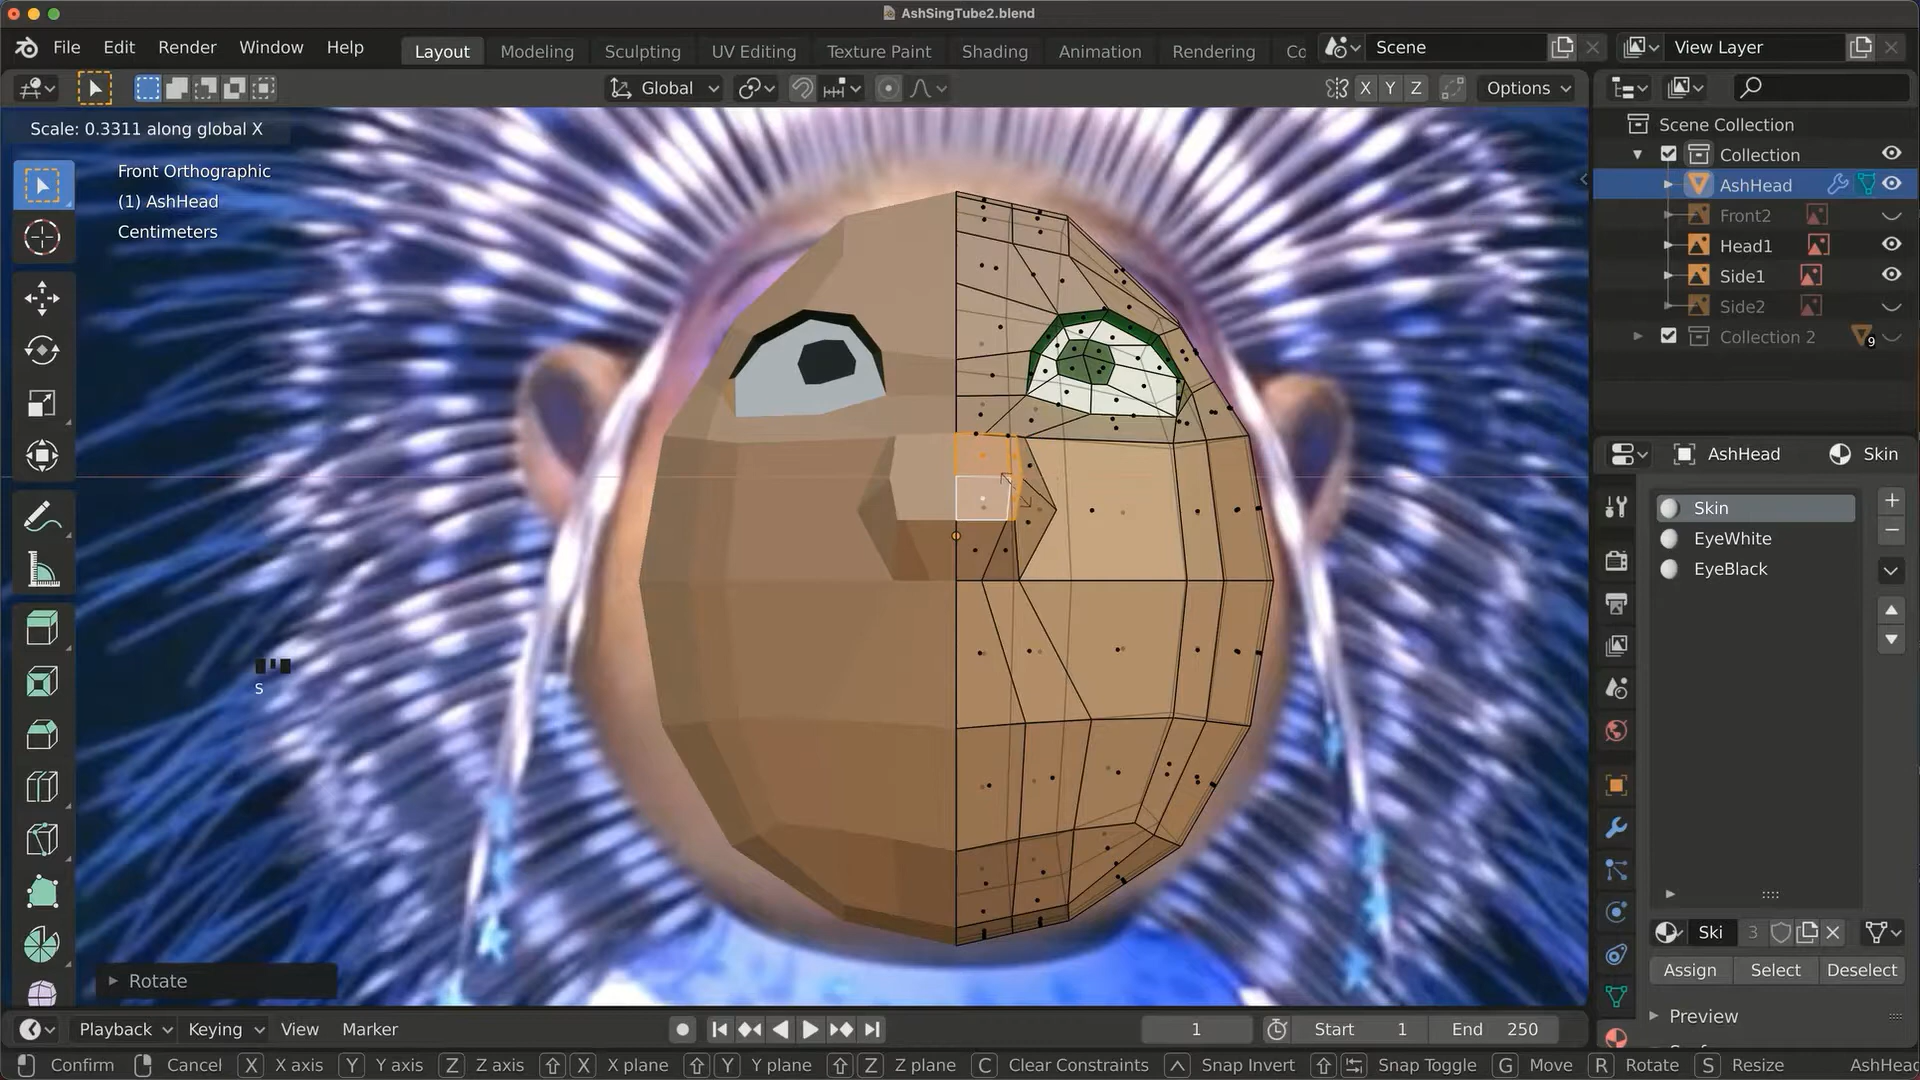 AshSingTube2.blend
File Edit Render Window Help Layout Modeling Sculpting UV Editing Texture Paint Shading Animation Rendering Co Scene View Layer
Global X Y Z Options
Scale: 0.3311 along global X
Front Orthographic
(1) AshHead
Centimeters
S
Rotate
Scene Collection
Collection
AshHead
Front2
Head1
Side1
Side2
Collection 2 9
AshHead Skin
Skin
EyeWhite
EyeBlack
Ski 3
Assign Select Deselect
Preview
Playback Keying View Marker 1 Start 1 End 250
Confirm Cancel X X axis Y Y axis Z Z axis X X plane Y Y plane Z Z plane C Clear Constraints Snap Invert Snap Toggle G Move R Rotate S Resize AshHead